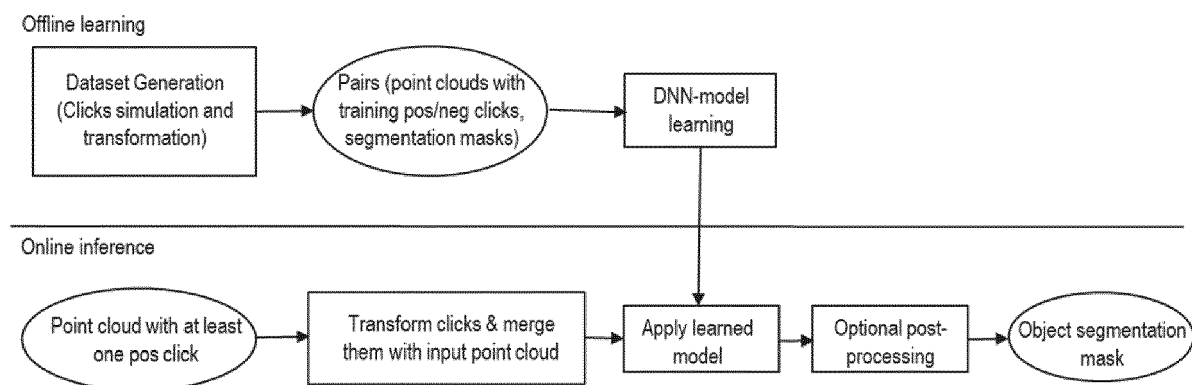 Offline learning
Dataset Generation
(Clicks simulation and
transformation)
Pairs (point clouds with
training pos/neg clicks,
segmentation masks)
DNN-model
learning
Online inference
Point cloud with at least
one pos click
Transform clicks & merge
them with input point cloud
Apply learned
model
Optional post-
processing
Object segmentation
mask